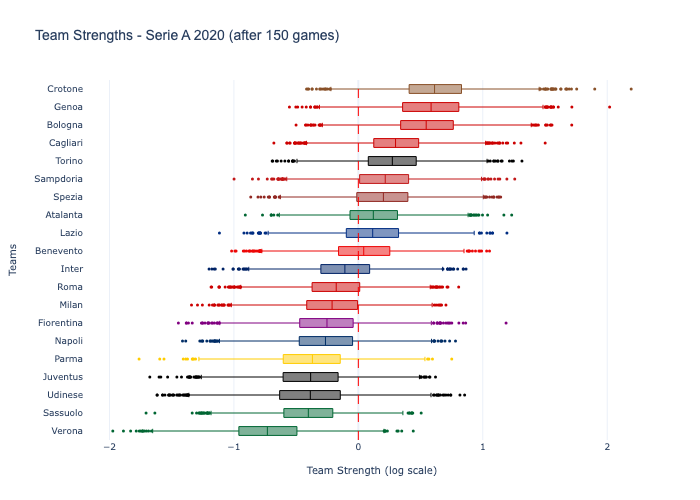 Team Strengths - Serie A 2020 (after 150 games)
Crotone
Genoa
Bologna
Cagliari
Torino
Sampdoria
Spezia
Atalanta
Lazio
Benevento
Inter
Roma
Milan
Fiorentina
Napoli
Parma
Juventus
Udinese
Sassuolo
Verona
Teams
−2 −1 0 1 2
Team Strength (log scale)